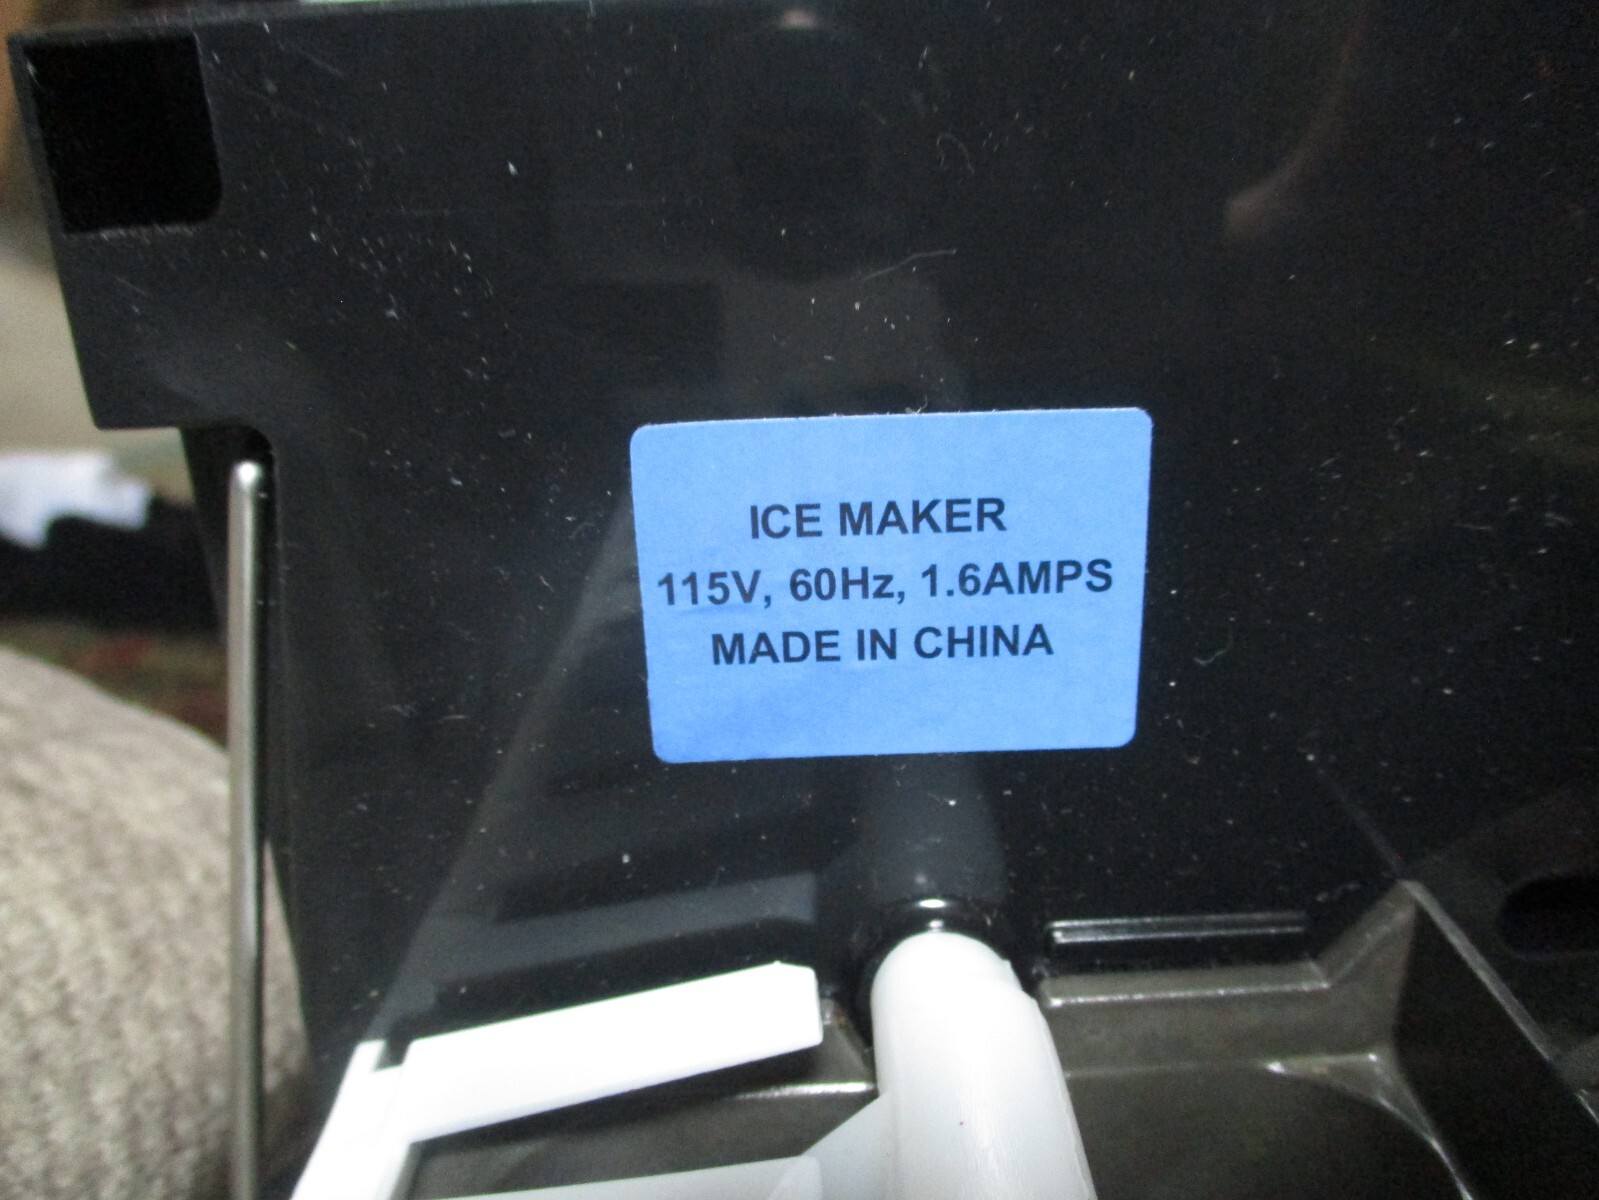 ICE MAKER
115V, 60Hz, 1.6AMPS
MADE IN CHINA